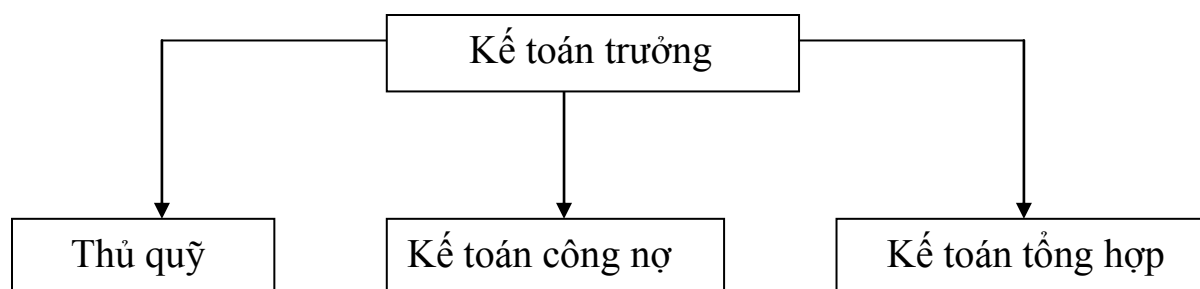 Kế toán trưởng
Thủ quỹ
Kế toán công nợ
Kế toán tổng hợp